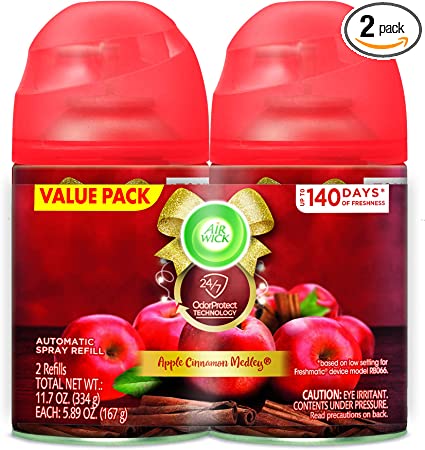 2 pack
VALUE PACK
UP TO 140 DAYS*
OF FRESHNESS
AIR
WICK
24/7
OdorProtect
TECHNOLOGY
AUTOMATIC
SPRAY REFILL
Apple Cinnamon Medley®
2 Refills
TOTAL NET WT.:
11.7 OZ. (334 g)
EACH: 5.89 OZ. (167 g)
*based on low setting for
Freshmatic® device model RB066.
CAUTION: EYE IRRITANT.
CONTENTS UNDER PRESSURE.
Read precautions on back.